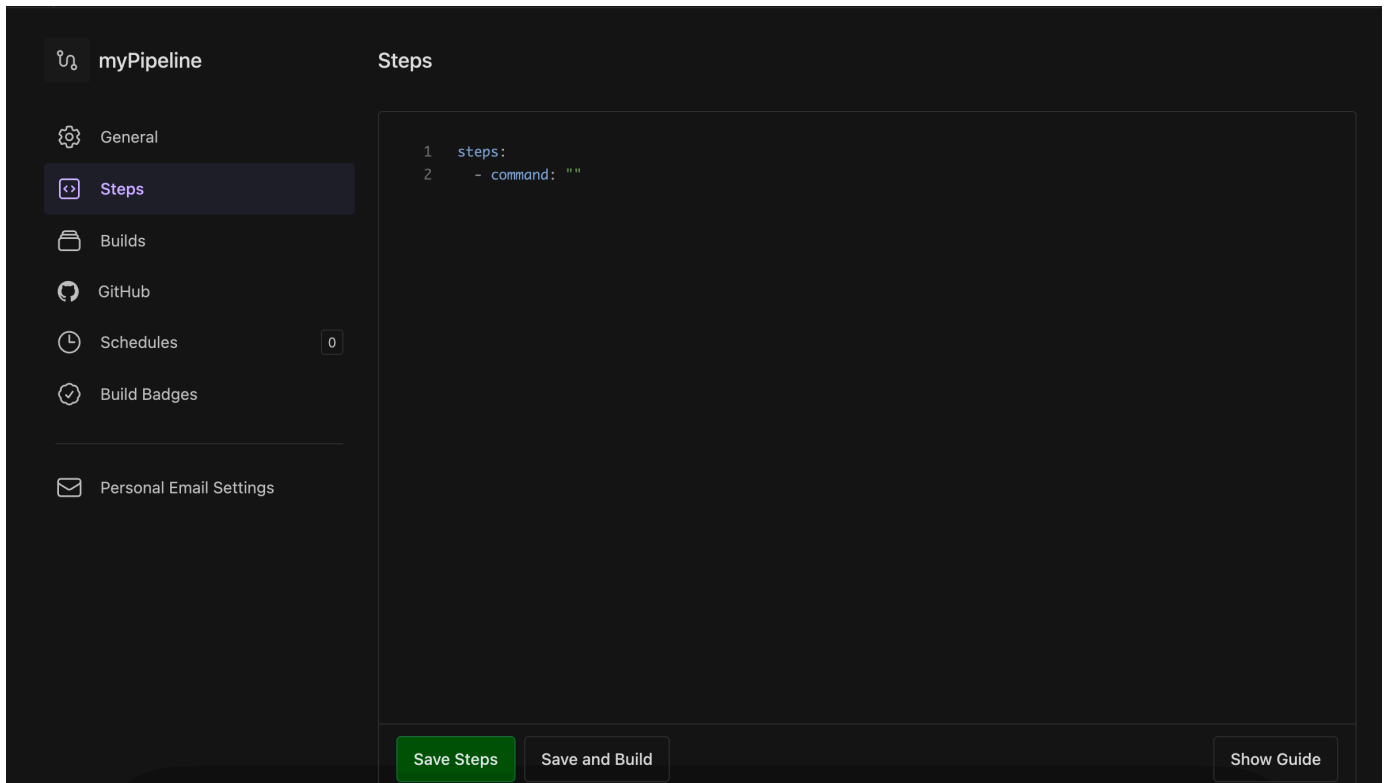 myPipeline
General
Steps
Builds
GitHub
Schedules 0
Build Badges
Personal Email Settings
Steps
1 steps:
2   - command: ""
Save Steps
Save and Build
Show Guide